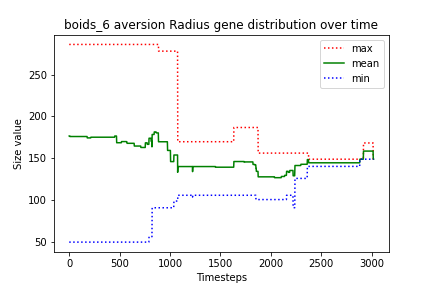 boids_6 aversion Radius gene distribution over time
max
mean
min
Size value
250
200
150
100
50
0 500 1000 1500 2000 2500 3000
Timesteps